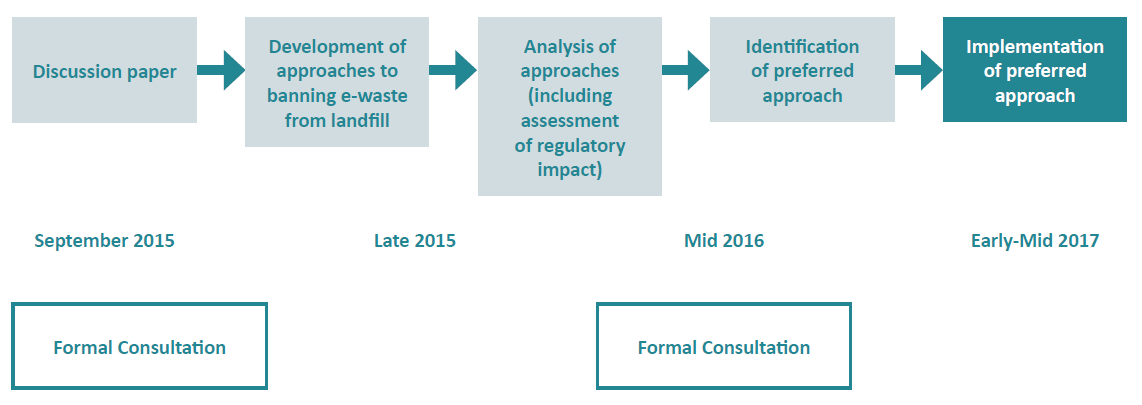 Discussion paper
Development of
approaches to
banning e-waste
from landfill
Analysis of
approaches
(including
assessment
of regulatory
impact)
Identification
of preferred
approach
Implementation
of preferred
approach
September 2015
Late 2015
Mid 2016
Early-Mid 2017
Formal Consultation
Formal Consultation